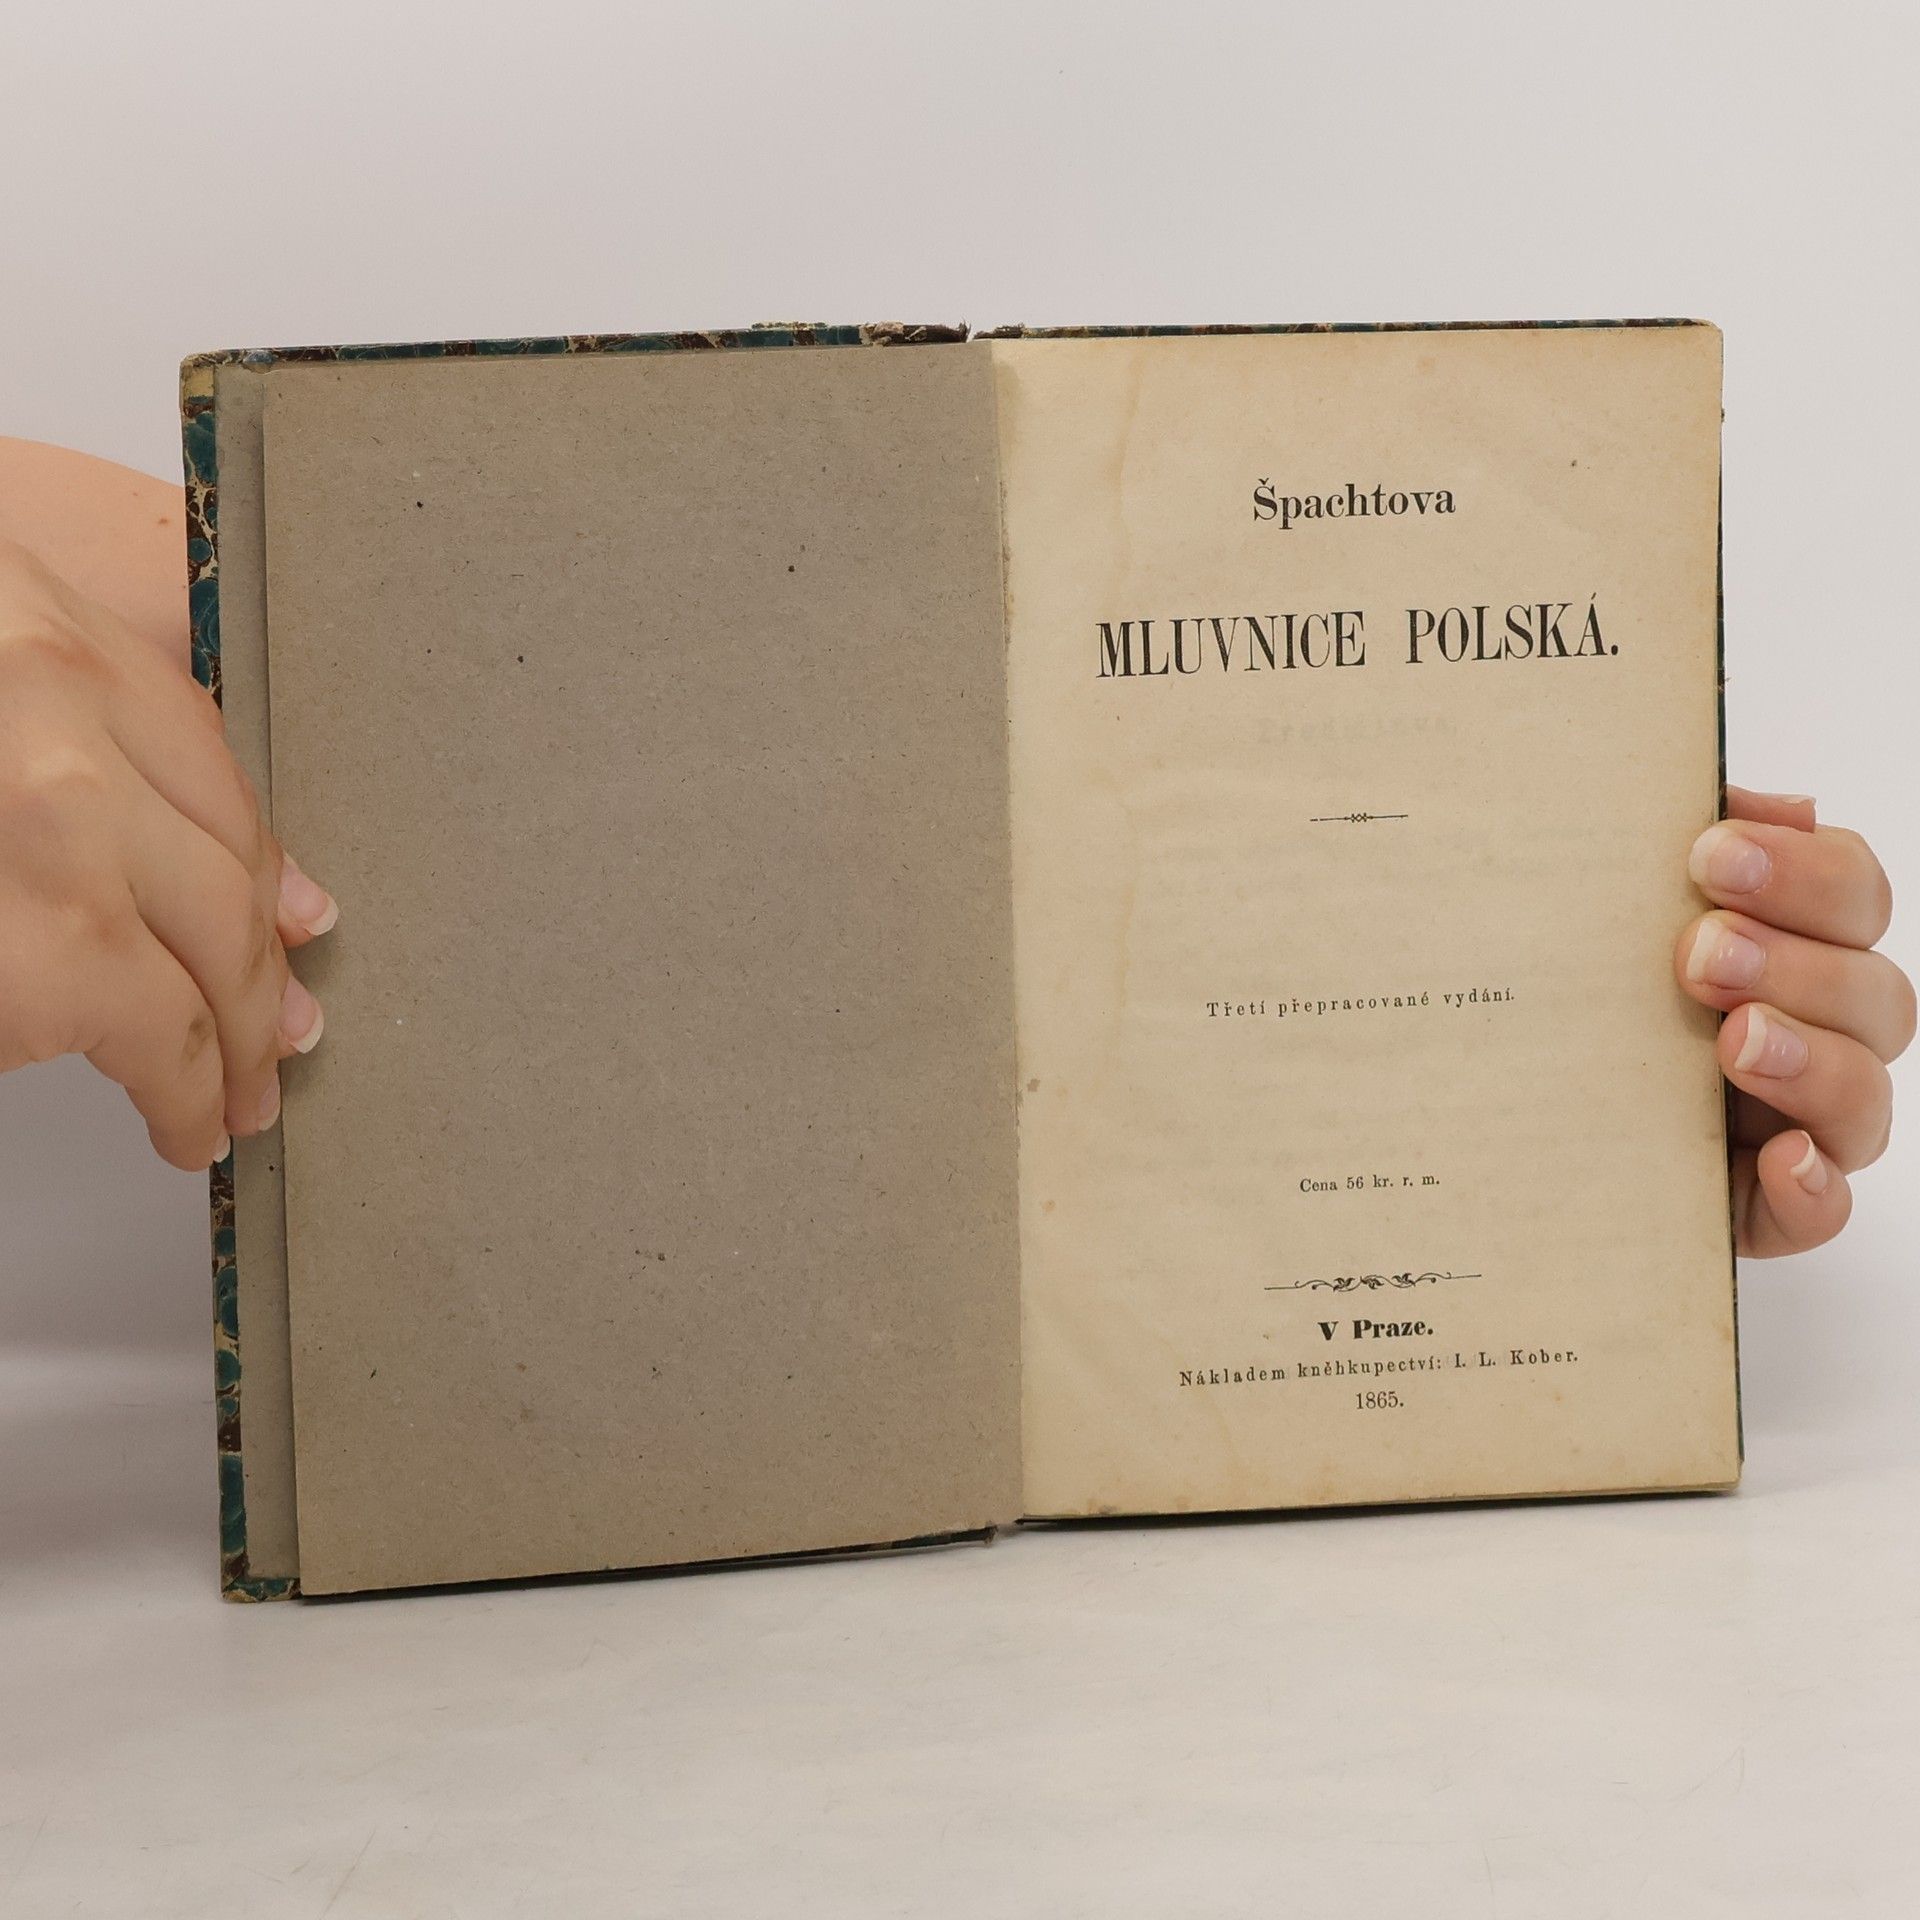 Špachtova
MLUVNICE POLSKÁ.
Třetí přepracované vydání.
Cena 56 kr. r. m.
V Praze.
Nákladem kněhkupectví: I. L. Kober.
1865.